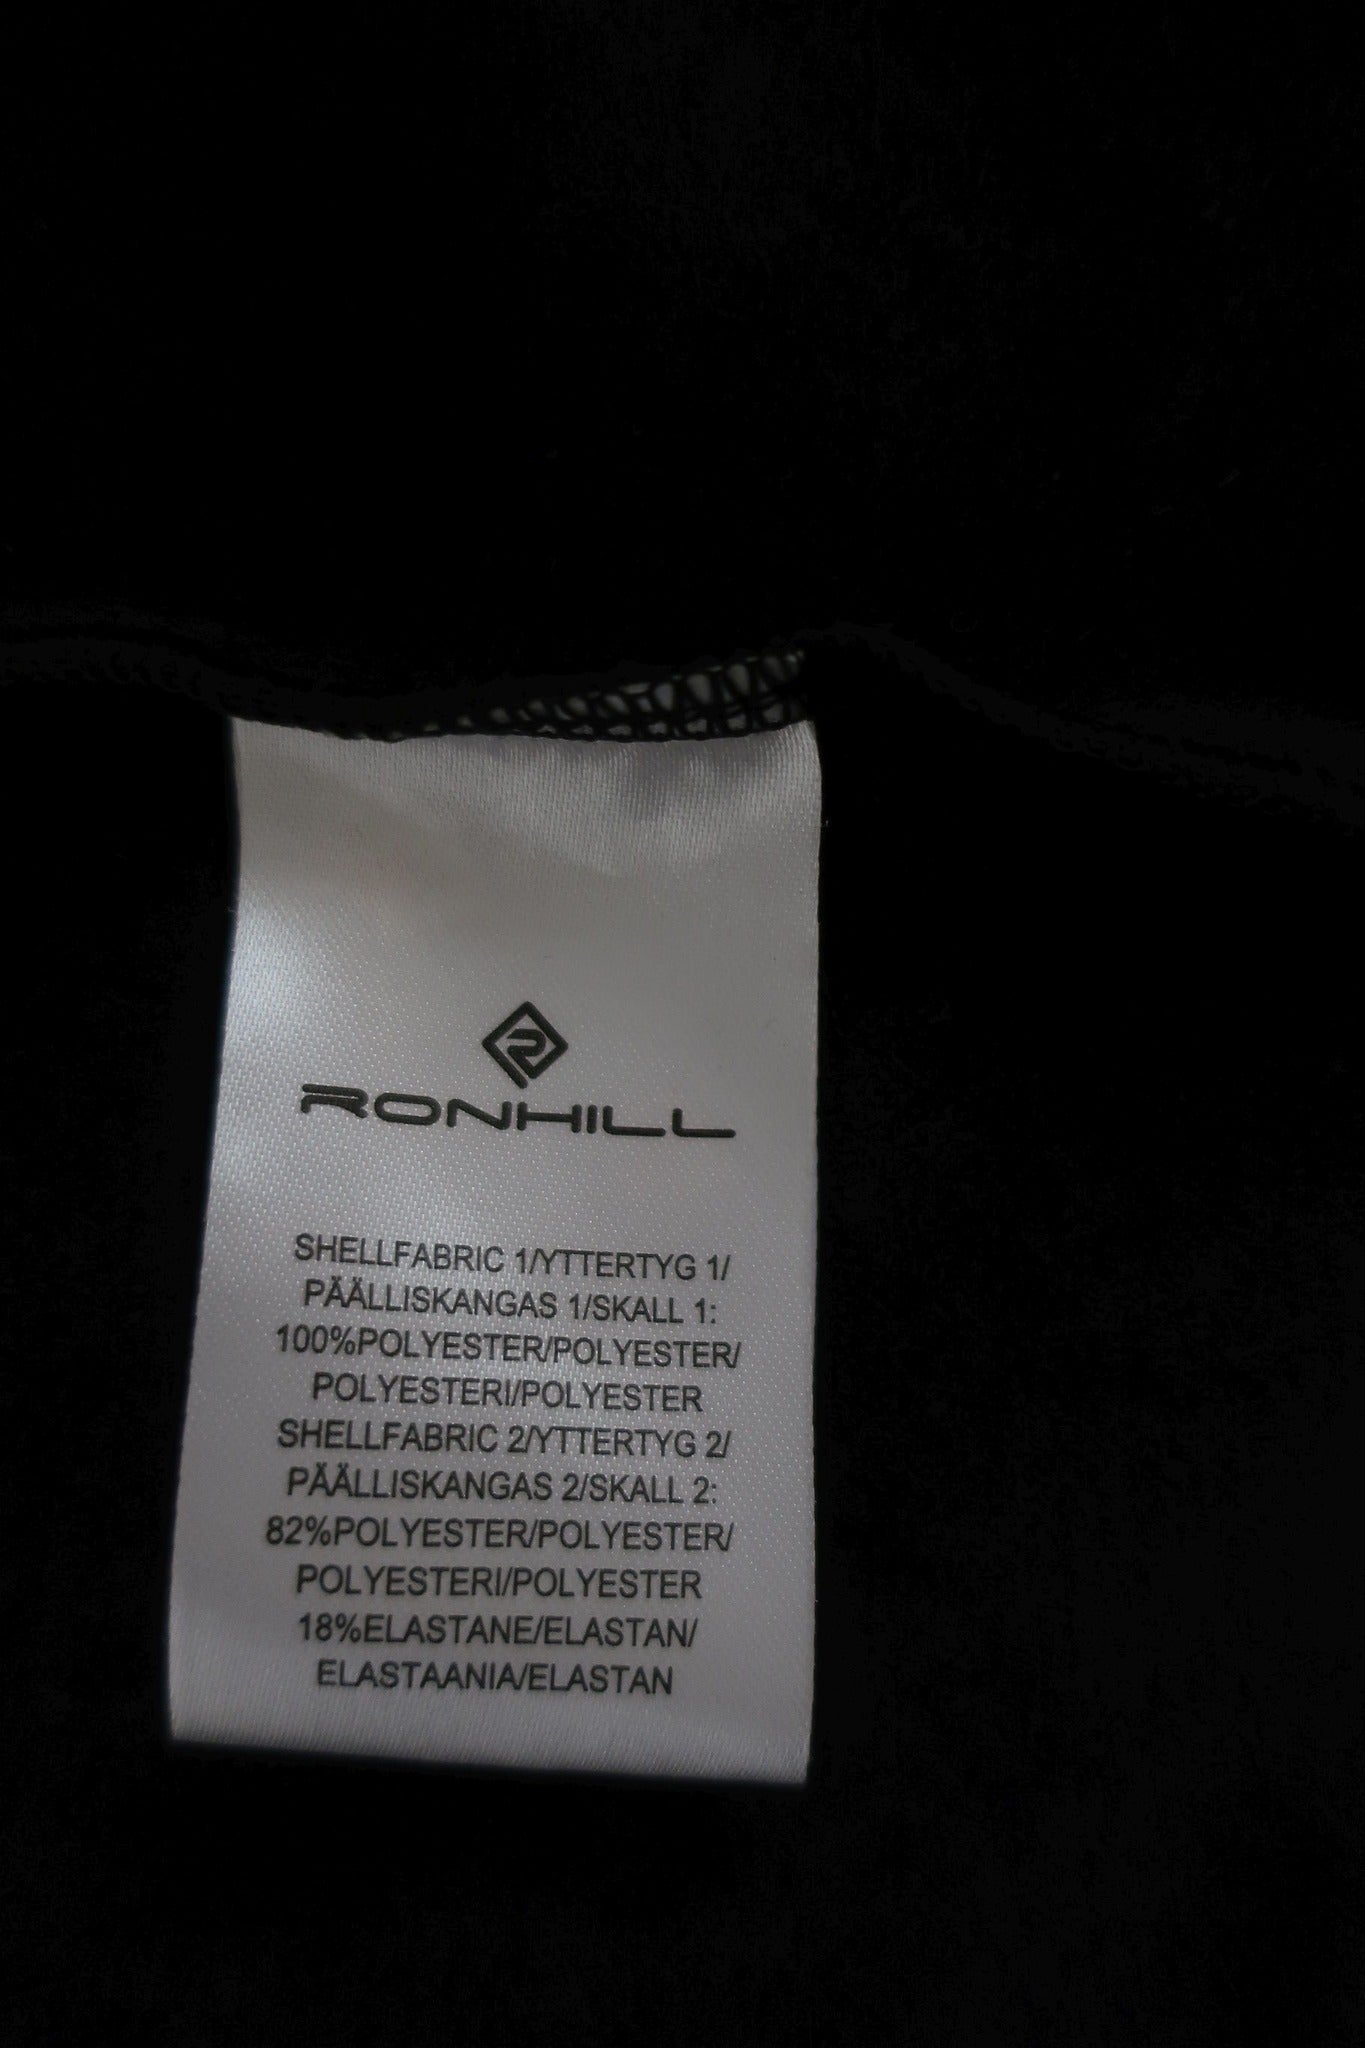 RONHILL
SHELLFABRIC 1/YTTERTYG 1/
PÄÄLLISKANGAS 1/SKALL 1:
100%POLYESTER/POLYESTER/
POLYESTERI/POLYESTER
SHELLFABRIC 2/YTTERTYG 2/
PÄÄLLISKANGAS 2/SKALL 2:
82%POLYESTER/POLYESTER/
POLYESTERI/POLYESTER
18%ELASTANE/ELASTAN/
ELASTAANIA/ELASTAN